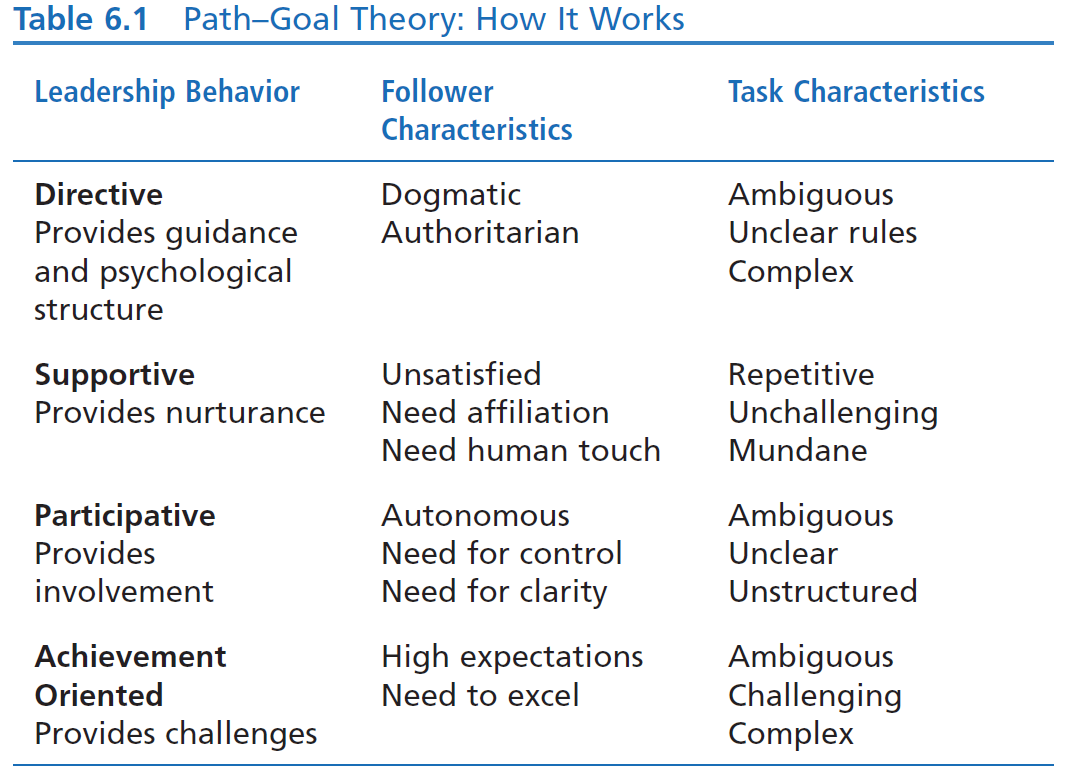 Table 6.1 Path–Goal Theory: How It Works
Leadership Behavior
Follower
Characteristics
Task Characteristics
Directive
Provides guidance
and psychological
structure
Dogmatic
Authoritarian
Ambiguous
Unclear rules
Complex
Supportive
Provides nurturance
Unsatisfied
Need affiliation
Need human touch
Repetitive
Unchallenging
Mundane
Participative
Provides
involvement
Autonomous
Need for control
Need for clarity
Ambiguous
Unclear
Unstructured
Achievement
Oriented
Provides challenges
High expectations
Need to excel
Ambiguous
Challenging
Complex